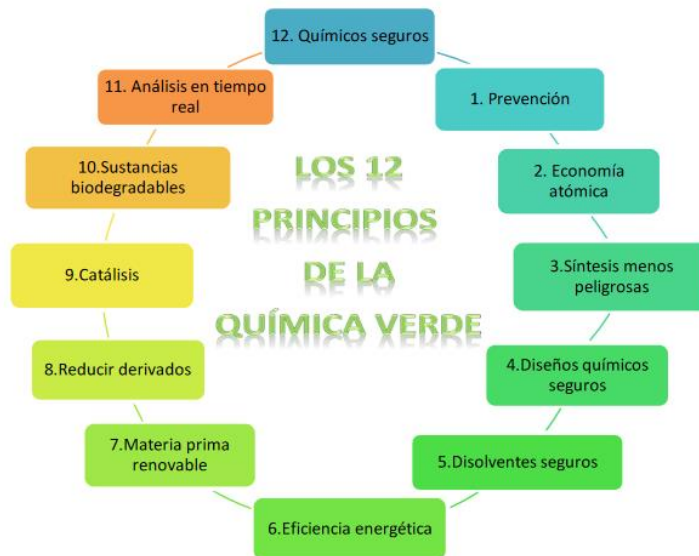 LOS 12
PRINCIPIOS
DE LA
QUÍMICA VERDE
12. Químicos seguros
1. Prevención
2. Economía
atómica
3.Síntesis menos
peligrosas
4.Diseños químicos
seguros
5.Disolventes seguros
6.Eficiencia energética
7.Materia prima
renovable
8.Reducir derivados
9.Catálisis
10.Sustancias
biodegradables
11. Análisis en tiempo
real